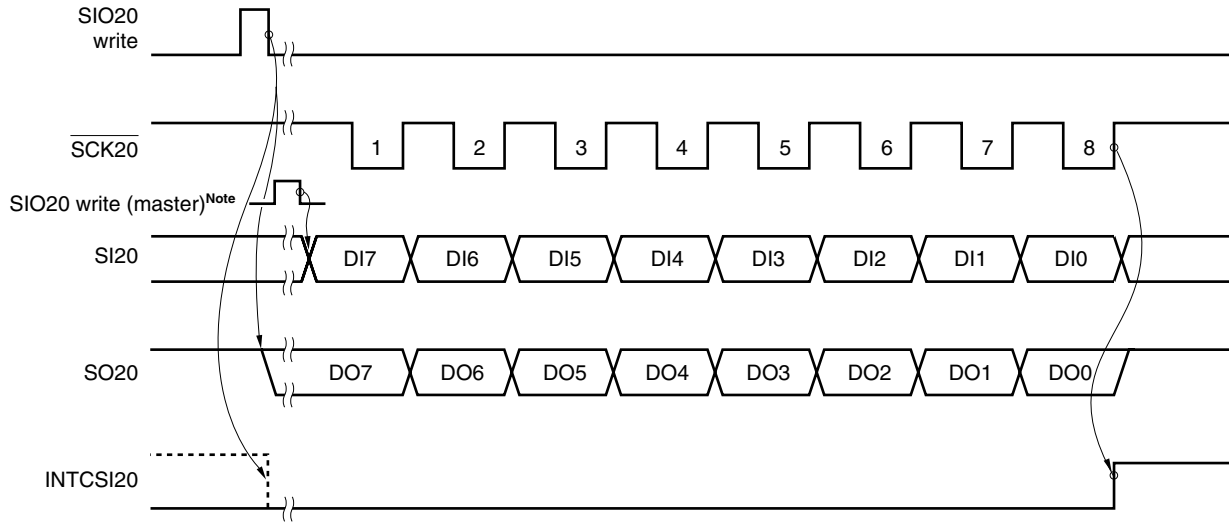 SIO20
write
SCK20
1 2 3 4 5 6 7 8
SIO20 write (master)Note
SI20
DI7 DI6 DI5 DI4 DI3 DI2 DI1 DI0
SO20
DO7 DO6 DO5 DO4 DO3 DO2 DO1 DO0
INTCSI20